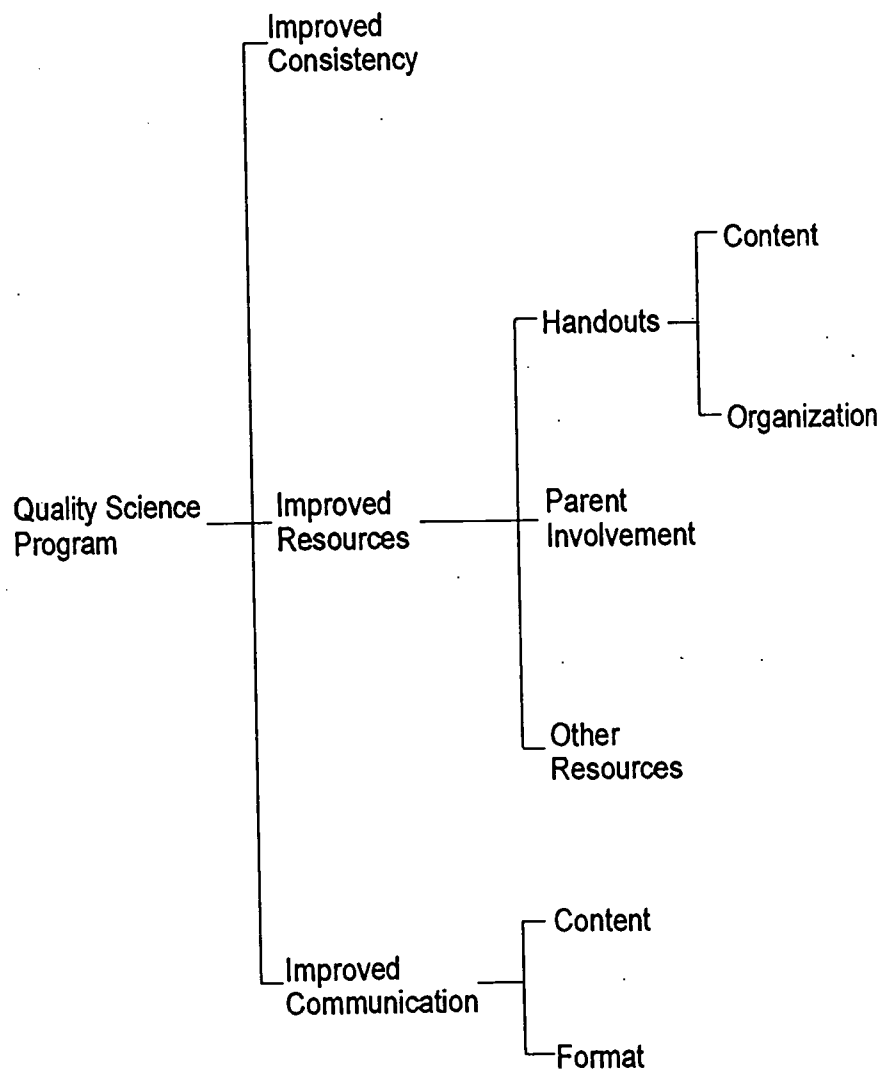 Improved
Consistency
Content
Handouts
Organization
Quality Science
Program
Improved
Resources
Parent
Involvement
Other
Resources
Content
Improved
Communication
Format